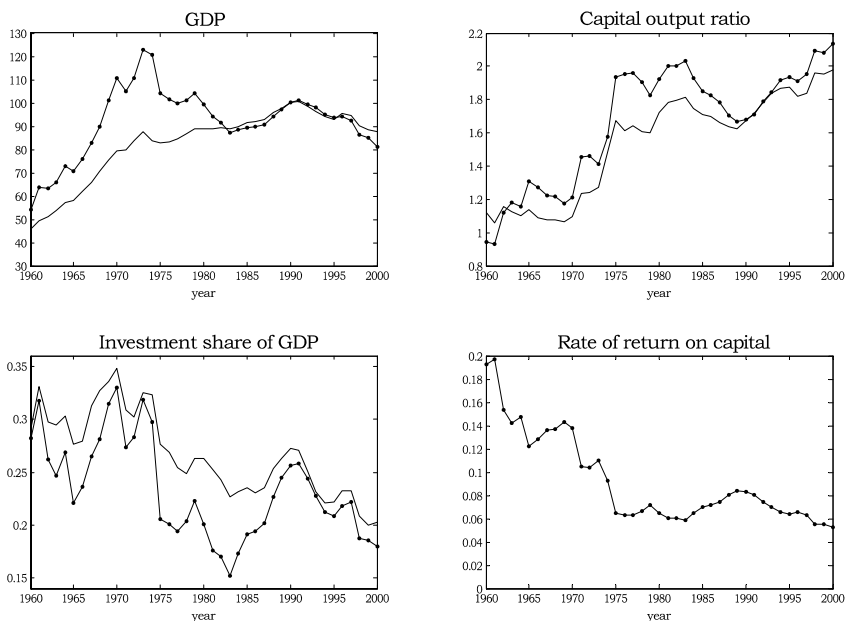 GDP
130
120
110
100
90
80
70
60
50
40
30
1960 1965 1970 1975 1980 1985 1990 1995 2000
year
Capital output ratio
2.2
2
1.8
1.6
1.4
1.2
1
0.8
1960 1965 1970 1975 1980 1985 1990 1995 2000
year
Investment share of GDP
0.35
0.3
0.25
0.2
0.15
1960 1965 1970 1975 1980 1985 1990 1995 2000
year
Rate of return on capital
0.2
0.18
0.16
0.14
0.12
0.1
0.08
0.06
0.04
0.02
0
1960 1965 1970 1975 1980 1985 1990 1995 2000
year